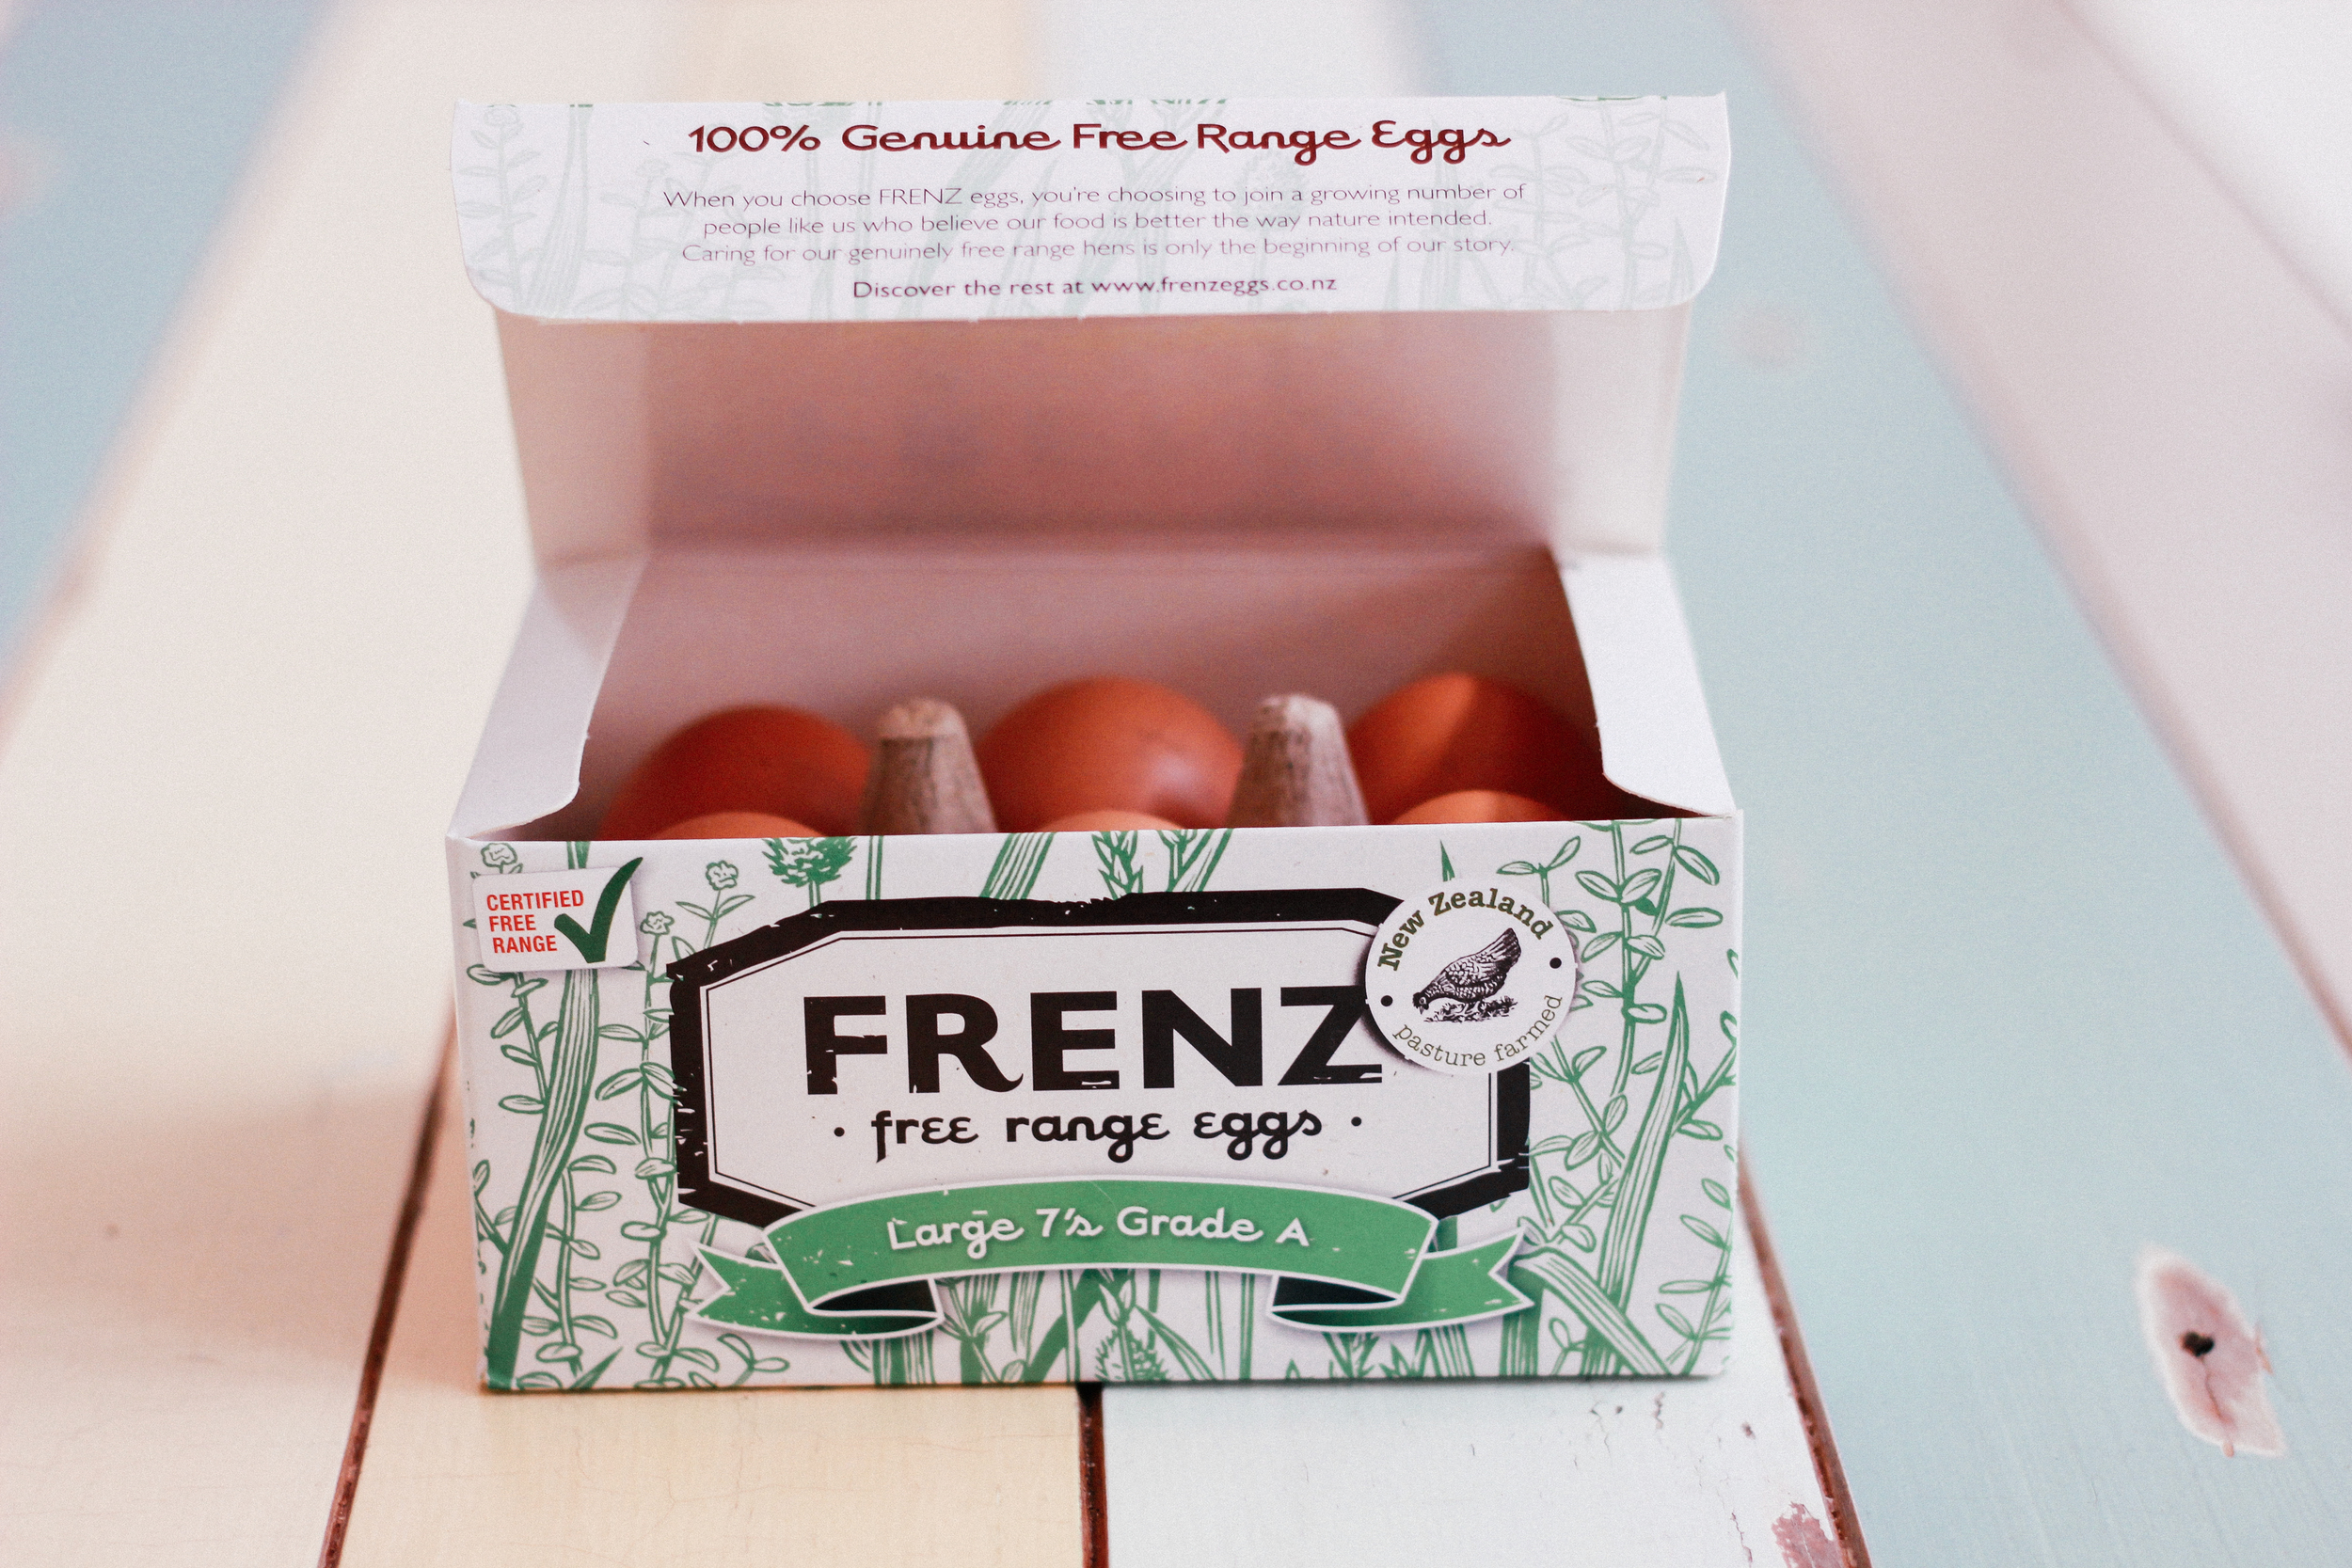 100% Genuine Free Range Eggs
When you choose FRENZ eggs, you're choosing to join a growing number of
people like us who believe our food is better the way nature intended.
Caring for our genuinely free range hens is only the beginning of our story.
Discover the rest at www.frenzeggs.co.nz
CERTIFIED
FREE
RANGE
New Zealand
pasture farmed
FRENZ
• free range eggs •
Large 7's Grade A